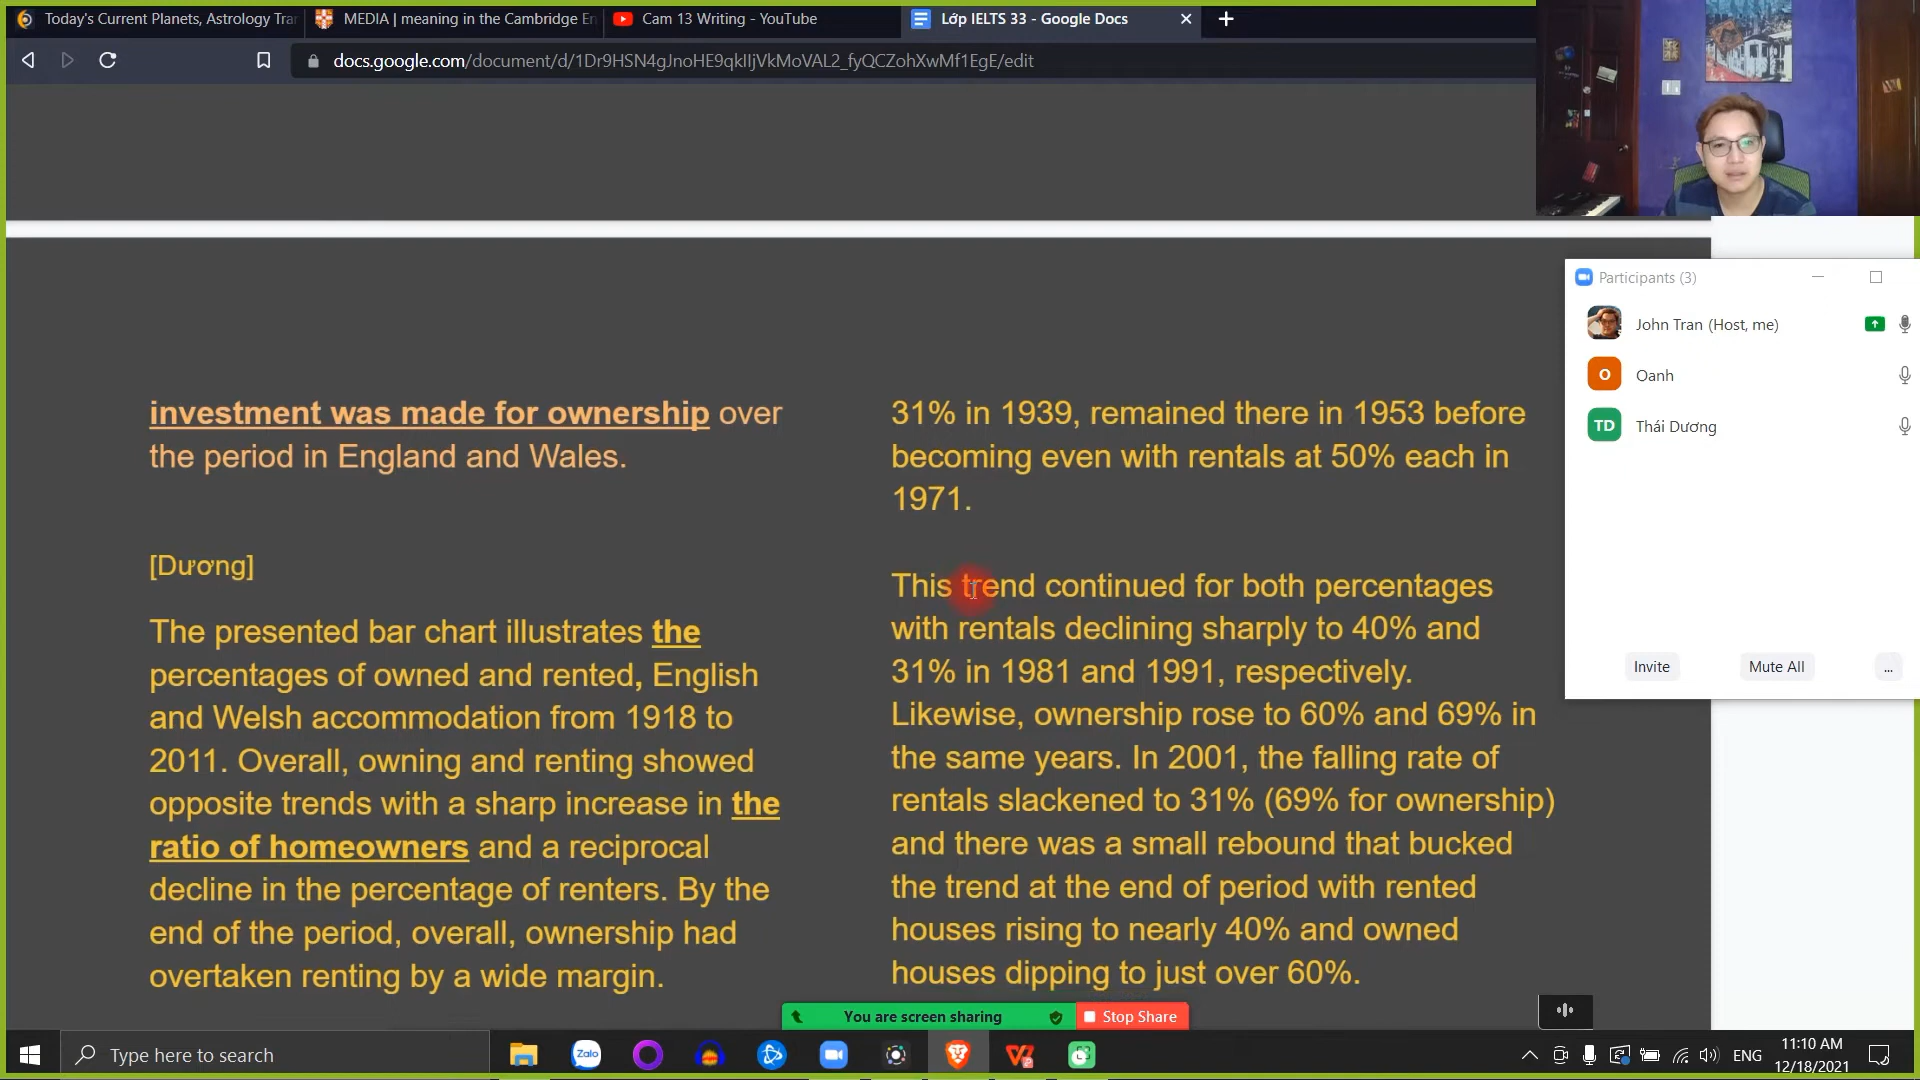 Today's Current Planets, Astrology Tra
MEDIA | meaning in the Cambridge En
Cam 13 Writing - YouTube
Lớp IELTS 33 - Google Docs
docs.google.com/document/d/1Dr9HSN4gJnoHE9qklIjVkMoVAL2_fyQCZohXwMf1EgE/edit
investment was made for ownership over
the period in England and Wales.
[Dương]
The presented bar chart illustrates the
percentages of owned and rented, English
and Welsh accommodation from 1918 to
2011. Overall, owning and renting showed
opposite trends with a sharp increase in the
ratio of homeowners and a reciprocal
decline in the percentage of renters. By the
end of the period, overall, ownership had
overtaken renting by a wide margin.
31% in 1939, remained there in 1953 before
becoming even with rentals at 50% each in
1971.
This trend continued for both percentages
with rentals declining sharply to 40% and
31% in 1981 and 1991, respectively.
Likewise, ownership rose to 60% and 69% in
the same years. In 2001, the falling rate of
rentals slackened to 31% (69% for ownership)
and there was a small rebound that bucked
the trend at the end of period with rented
houses rising to nearly 40% and owned
houses dipping to just over 60%.
Participants (3)
John Tran (Host, me)
O
Oanh
TD
Thái Dương
Invite
Mute All
...
You are screen sharing
Stop Share
Type here to search
Zalo
ENG
11:10 AM
12/18/2021